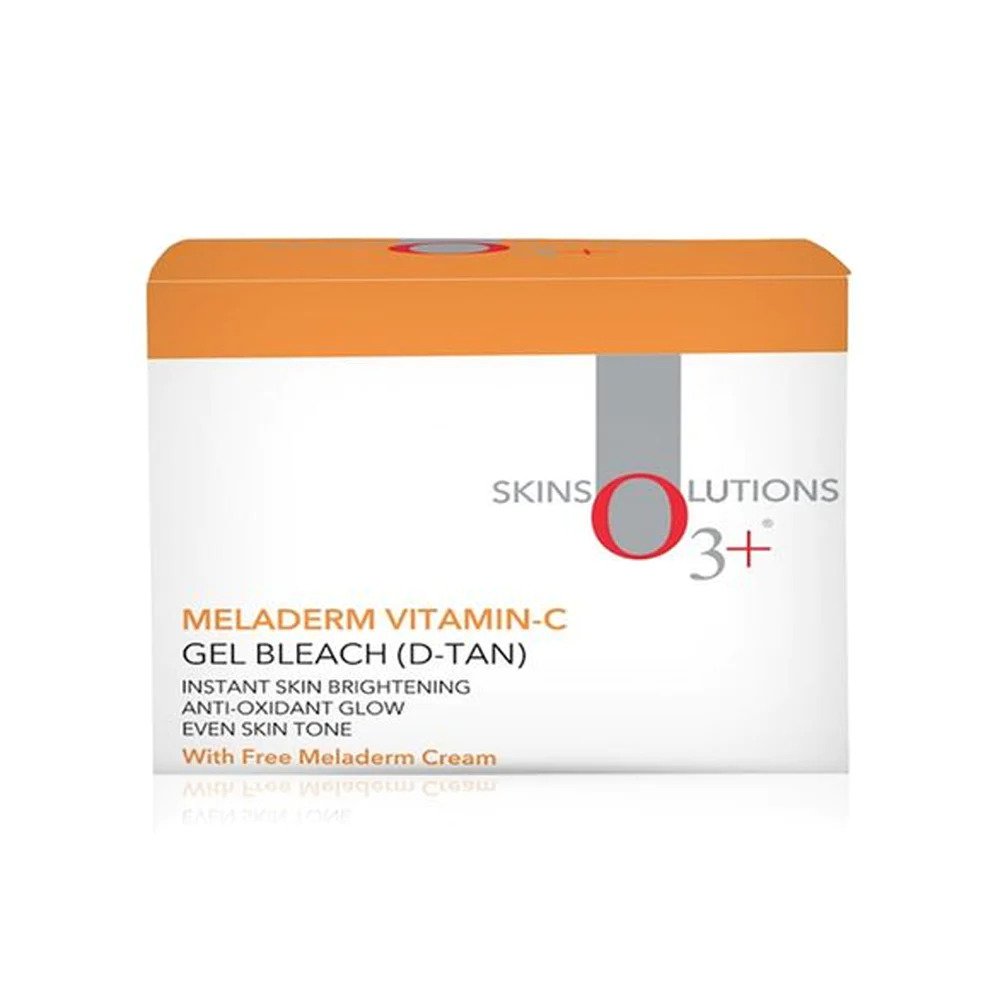 O3+
SKINSOLUTIONS
3+®
MELADERM VITAMIN-C
GEL BLEACH (D-TAN)
INSTANT SKIN BRIGHTENING
ANTI-OXIDANT GLOW
EVEN SKIN TONE
With Free Meladerm Cream